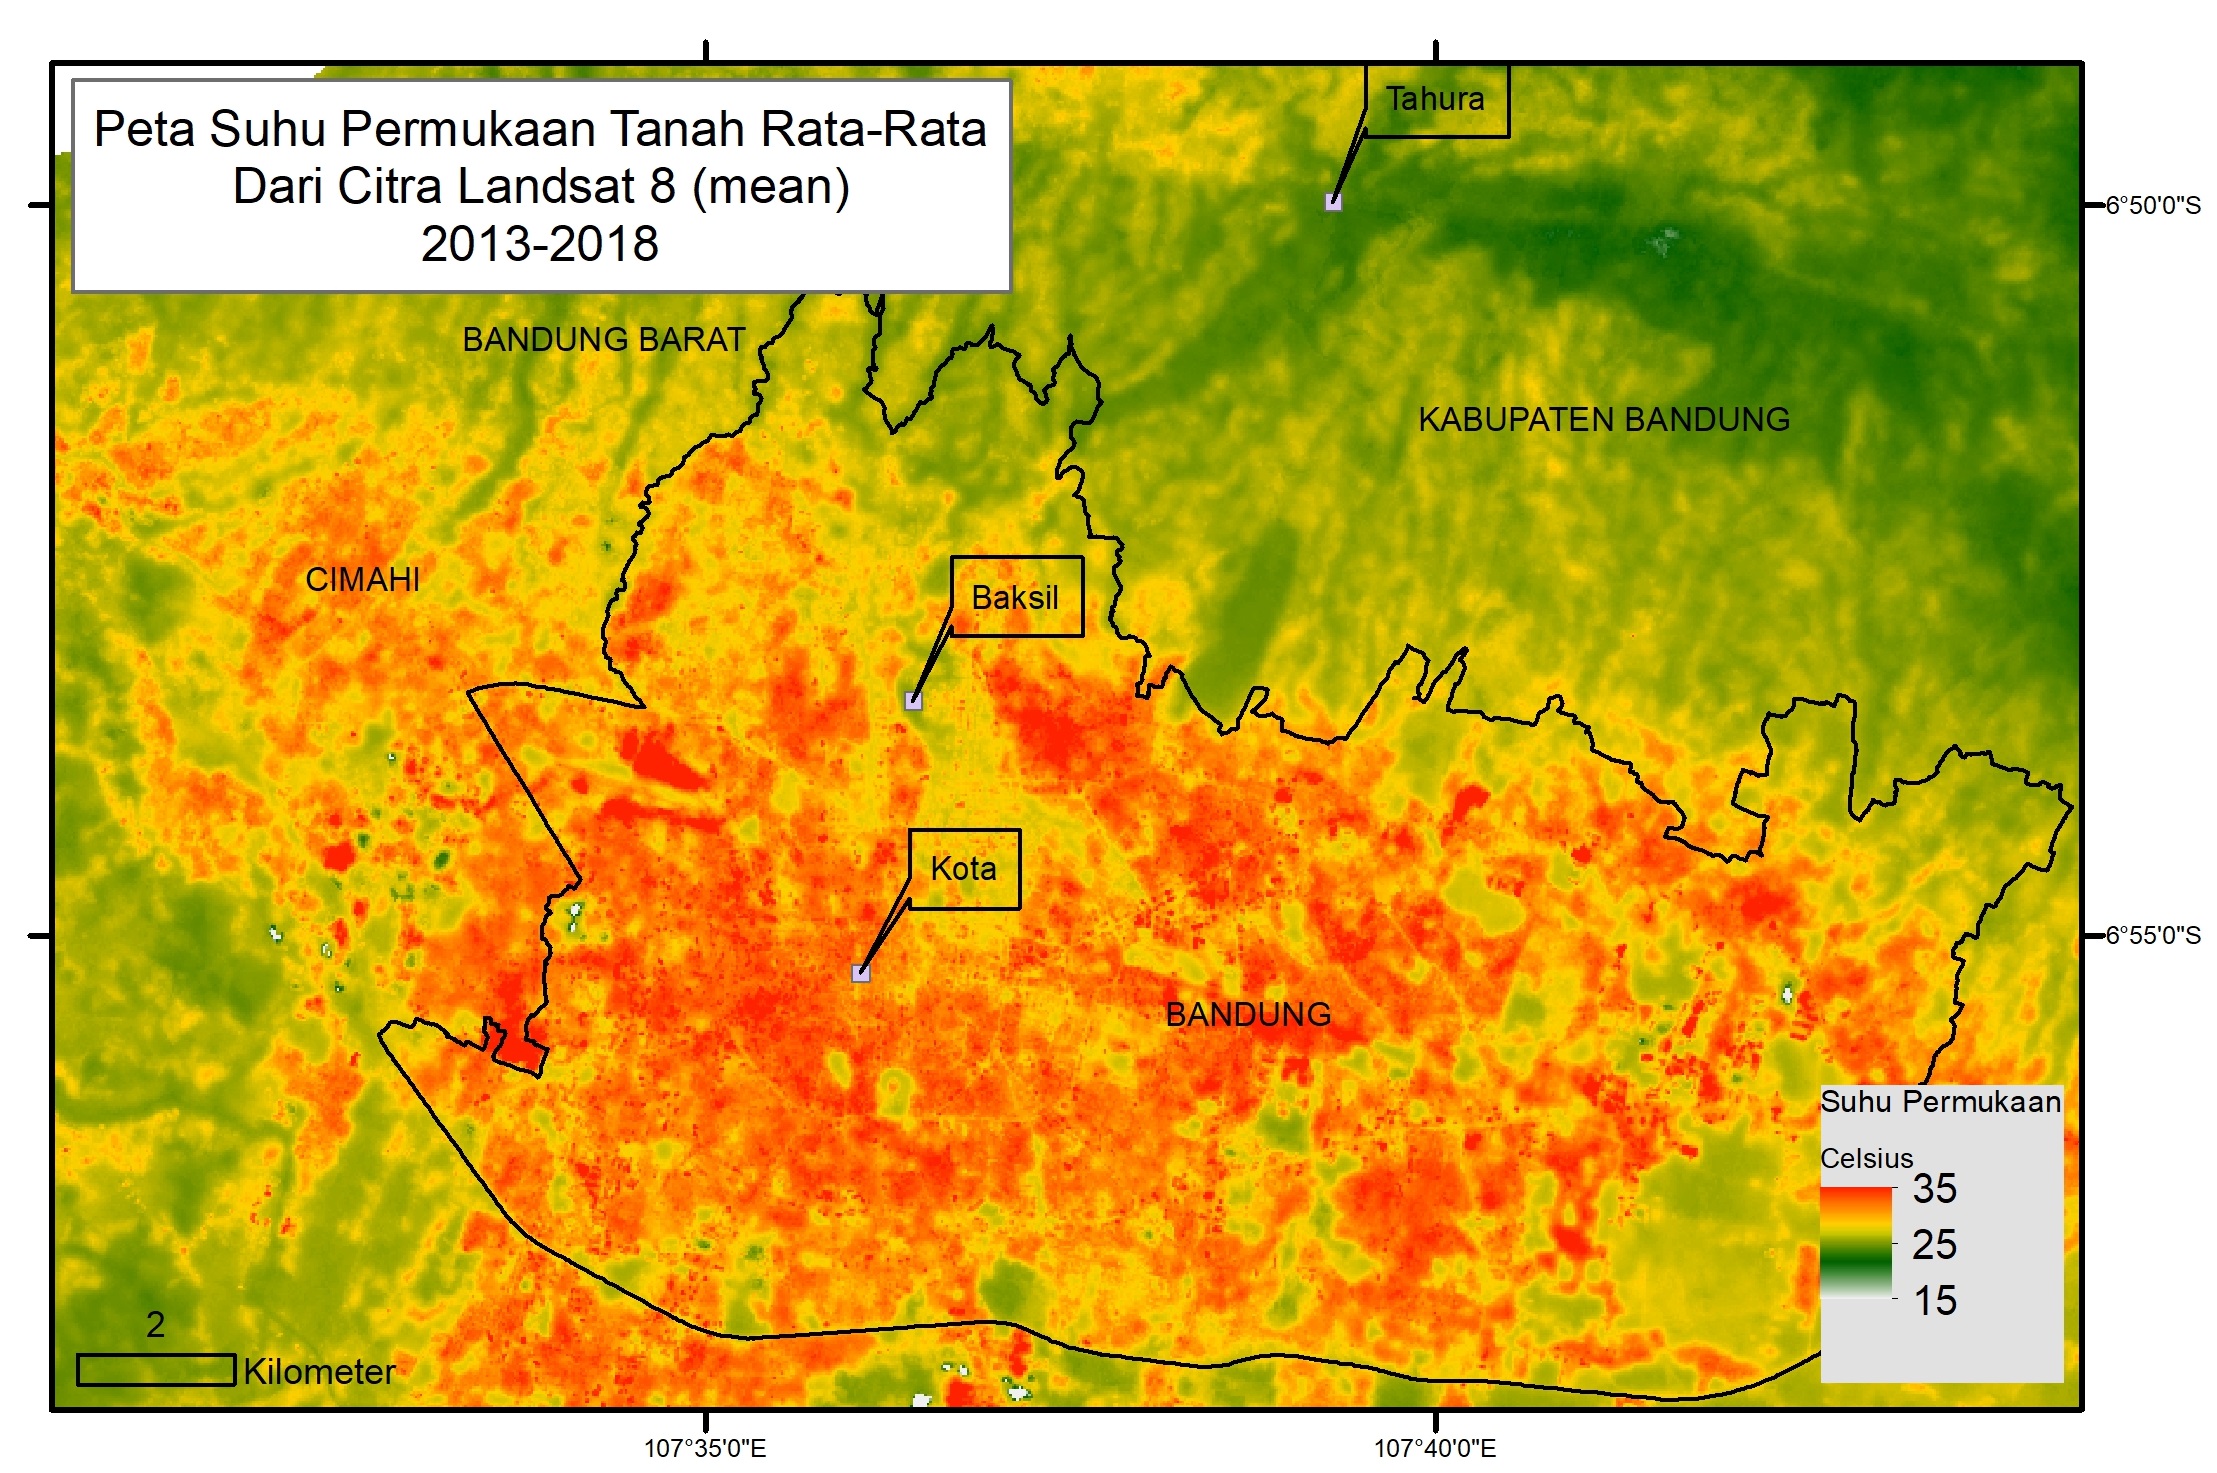 Peta Suhu Permukaan Tanah Rata-Rata
Dari Citra Landsat 8 (mean)
2013-2018
Tahura
6°50'0"S
BANDUNG BARAT
KABUPATEN BANDUNG
CIMAHI
Baksil
Kota
6°55'0"S
BANDUNG
Suhu Permukaan
Celsius
35
25
15
2
Kilometer
107°35'0"E
107°40'0"E